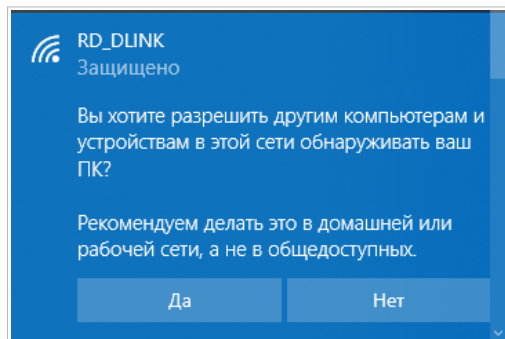 RD_DLINK
Защищено
Вы хотите разрешить другим компьютерам и
устройствам в этой сети обнаруживать ваш
ПК?
Рекомендуем делать это в домашней или
рабочей сети, а не в общедоступных.
Да
Нет